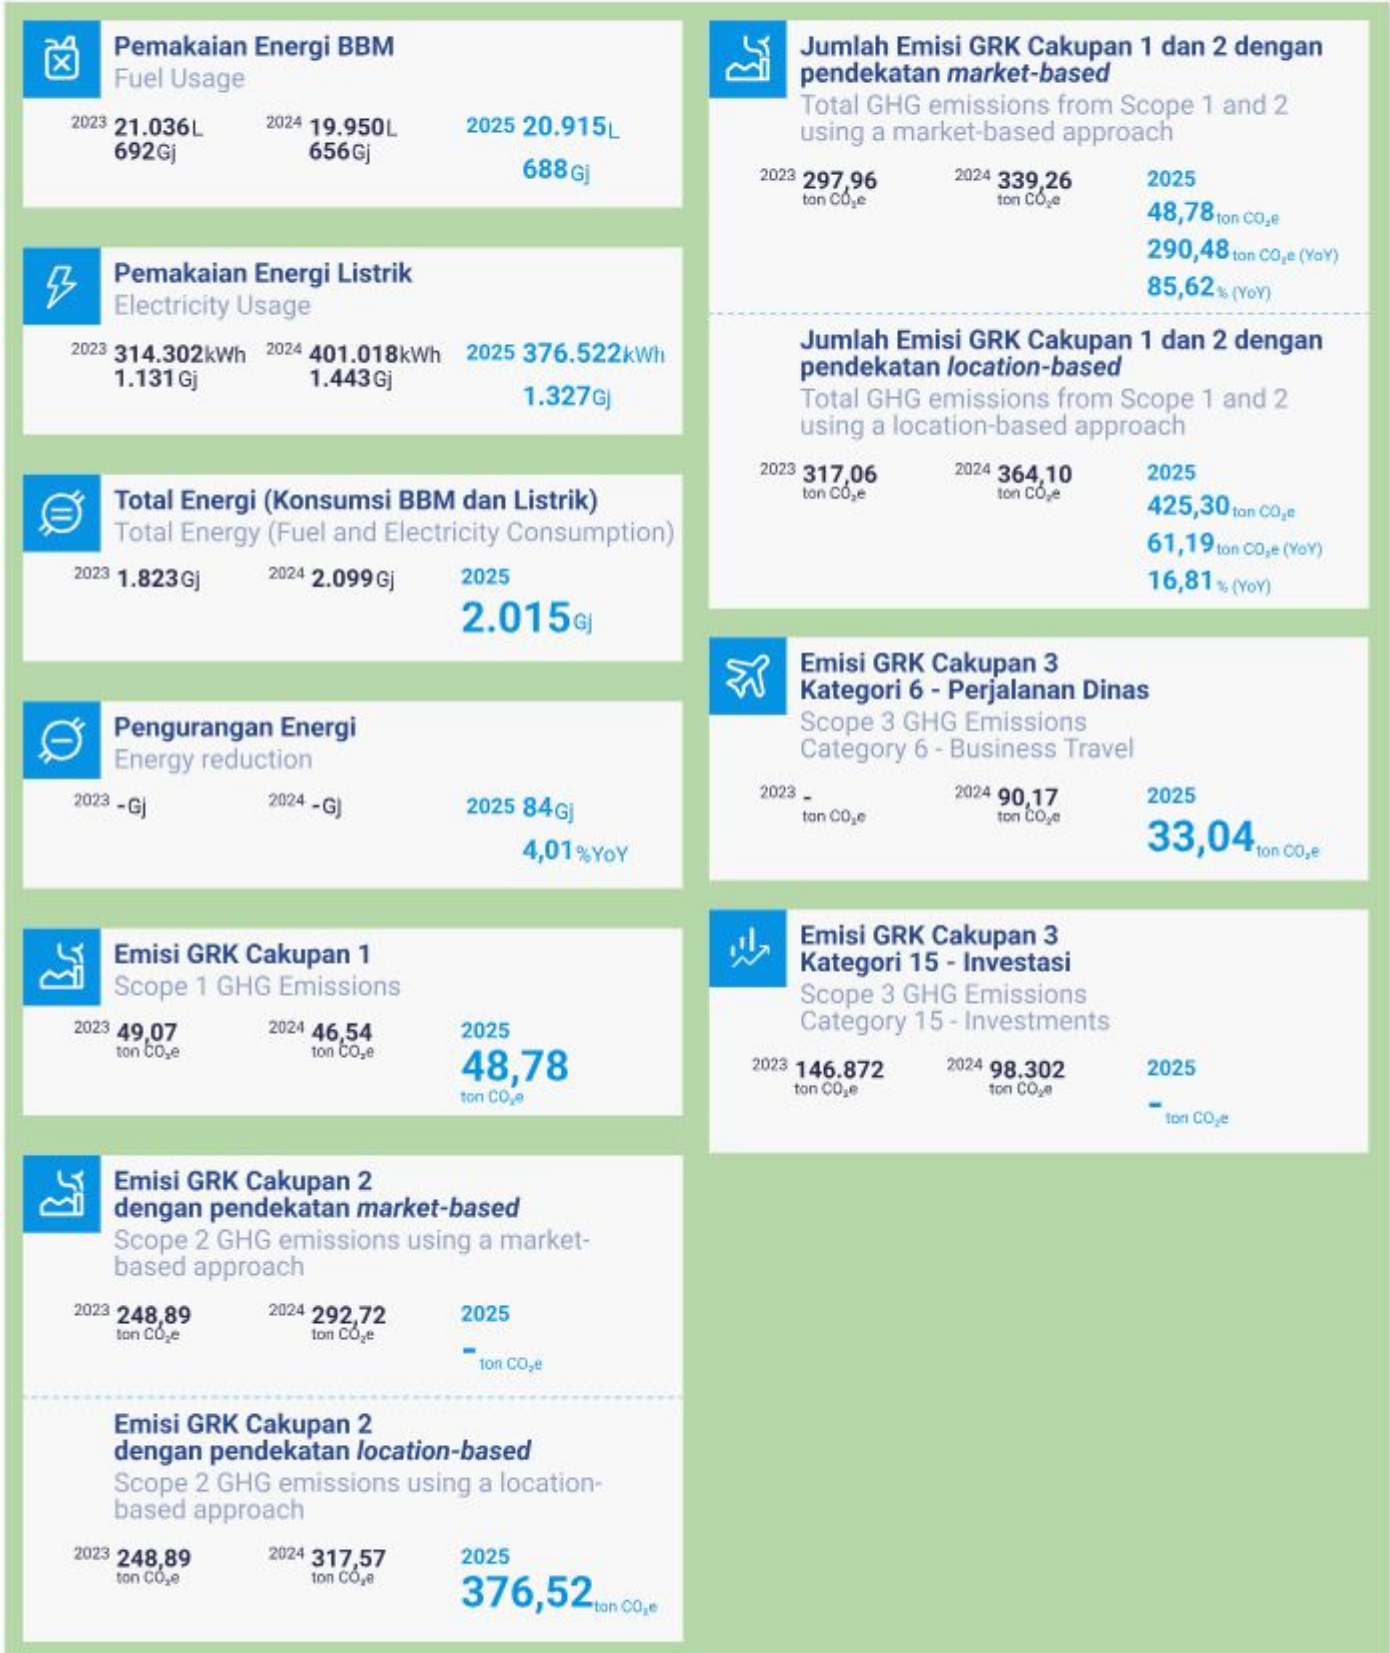 Pemakaian Energi BBM
Fuel Usage
2023 21.036L 2024 19.950L 2025 20.915L
692Gj 656Gj 688Gj
Pemakaian Energi Listrik
Electricity Usage
2023 314.302kWh 2024 401.018kWh 2025 376.522kWh
1.131Gj 1.443Gj 1.327Gj
Total Energi (Konsumsi BBM dan Listrik)
Total Energy (Fuel and Electricity Consumption)
2023 1.823Gj 2024 2.099Gj 2025
2.015Gj
Pengurangan Energi
Energy reduction
2023 -Gj 2024 -Gj 2025 84Gj
4,01%YoY
Emisi GRK Cakupan 1
Scope 1 GHG Emissions
2023 49,07 2024 46,54 2025
ton CO₂e ton CO₂e 48,78
ton CO₂e
Emisi GRK Cakupan 2
dengan pendekatan market-based
Scope 2 GHG emissions using a market-
based approach
2023 248,89 2024 292,72 2025
ton CO₂e ton CO₂e
- ton CO₂e
Emisi GRK Cakupan 2
dengan pendekatan location-based
Scope 2 GHG emissions using a location-
based approach
2023 248,89 2024 317,57 2025
ton CO₂e ton CO₂e
376,52 ton CO₂e
Jumlah Emisi GRK Cakupan 1 dan 2 dengan
pendekatan market-based
Total GHG emissions from Scope 1 and 2
using a market-based approach
2023 297,96 2024 339,26 2025
ton CO₂e ton CO₂e
48,78 ton CO₂e
290,48 ton CO₂e (YoY)
85,62 % (YoY)
Jumlah Emisi GRK Cakupan 1 dan 2 dengan
pendekatan location-based
Total GHG emissions from Scope 1 and 2
using a location-based approach
2023 317,06 2024 364,10 2025
ton CO₂e ton CO₂e
425,30 ton CO₂e
61,19 ton CO₂e (YoY)
16,81 % (YoY)
Emisi GRK Cakupan 3
Kategori 6 - Perjalanan Dinas
Scope 3 GHG Emissions
Category 6 - Business Travel
2023 - 2024 90,17 2025
ton CO₂e ton CO₂e
33,04 ton CO₂e
Emisi GRK Cakupan 3
Kategori 15 - Investasi
Scope 3 GHG Emissions
Category 15 - Investments
2023 146.872 2024 98.302 2025
ton CO₂e ton CO₂e
- ton CO₂e